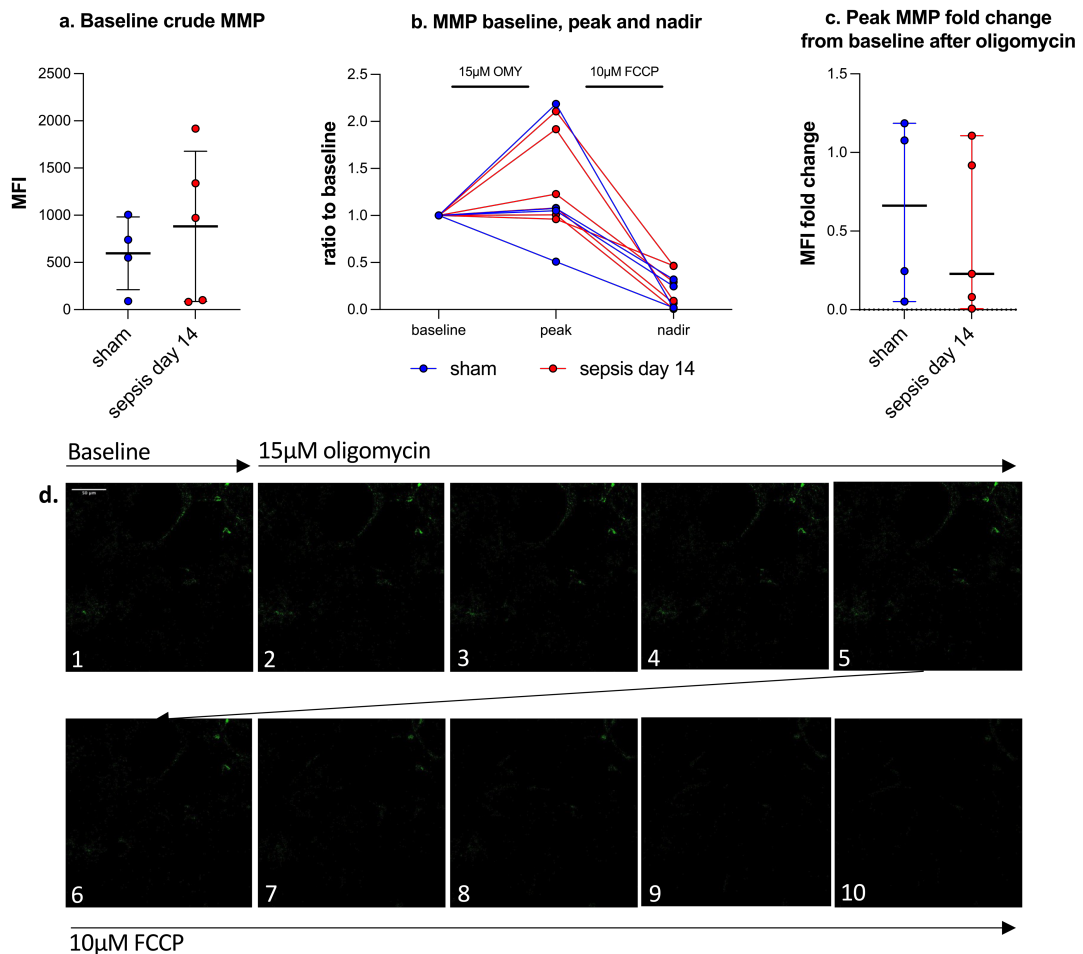 a. Baseline crude MMP
MFI
2500
2000
1500
1000
500
0
sham
sepsis day 14
b. MMP baseline, peak and nadir
15μM OMY
10μM FCCP
ratio to baseline
2.5
2.0
1.5
1.0
0.5
0.0
baseline
peak
nadir
sham
sepsis day 14
c. Peak MMP fold change
from baseline after oligomycin
MFI fold change
1.5
1.0
0.5
0.0
sham
sepsis day 14
Baseline
15μM oligomycin
d.
1
2
3
4
5
6
7
8
9
10
10μM FCCP